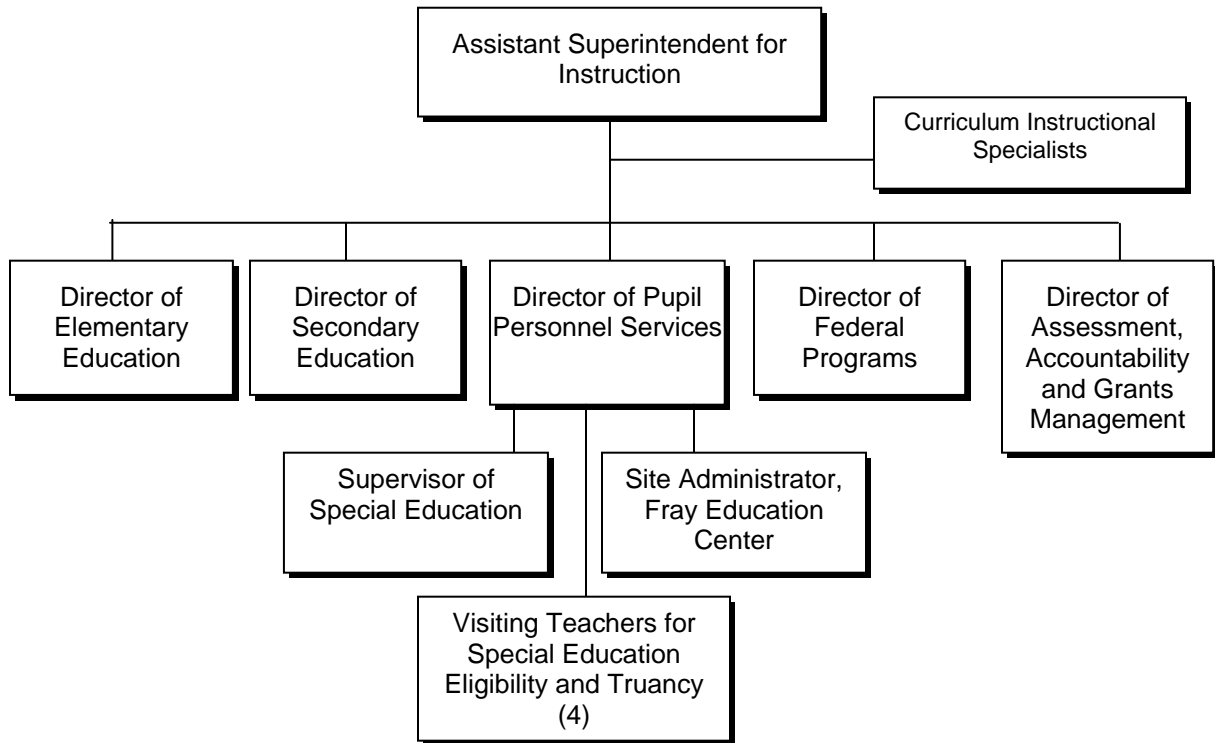 Assistant Superintendent for
Instruction
Curriculum Instructional
Specialists
Director of
Elementary
Education
Director of
Secondary
Education
Director of Pupil
Personnel Services
Director of
Federal
Programs
Director of
Assessment,
Accountability
and Grants
Management
Supervisor of
Special Education
Site Administrator,
Fray Education
Center
Visiting Teachers for
Special Education
Eligibility and Truancy
(4)